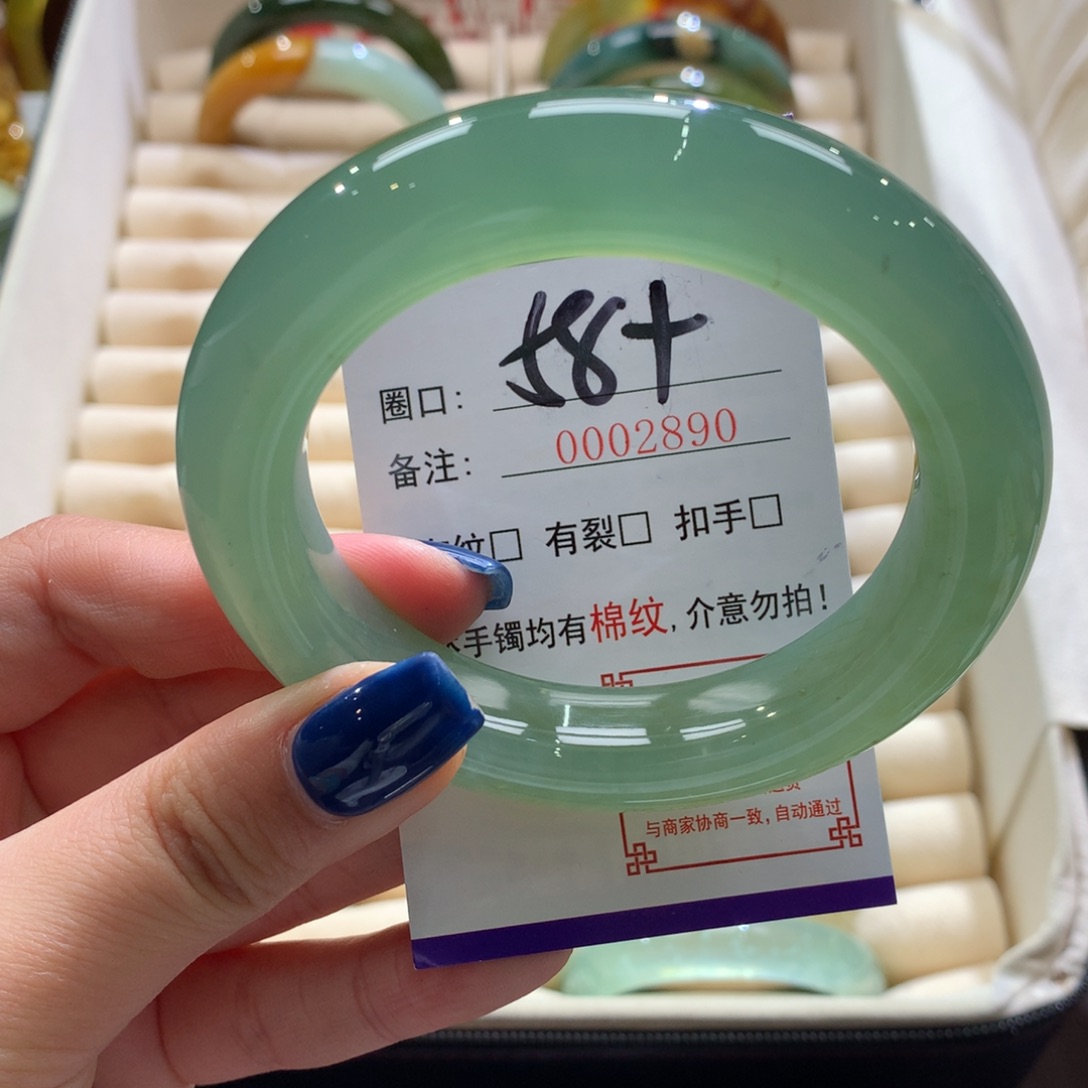 圈口: 58+
备注: 0002890
纹□ 有裂□ 扣手□
手镯均有棉纹, 介意勿拍!
与商家协商一致, 自动通过